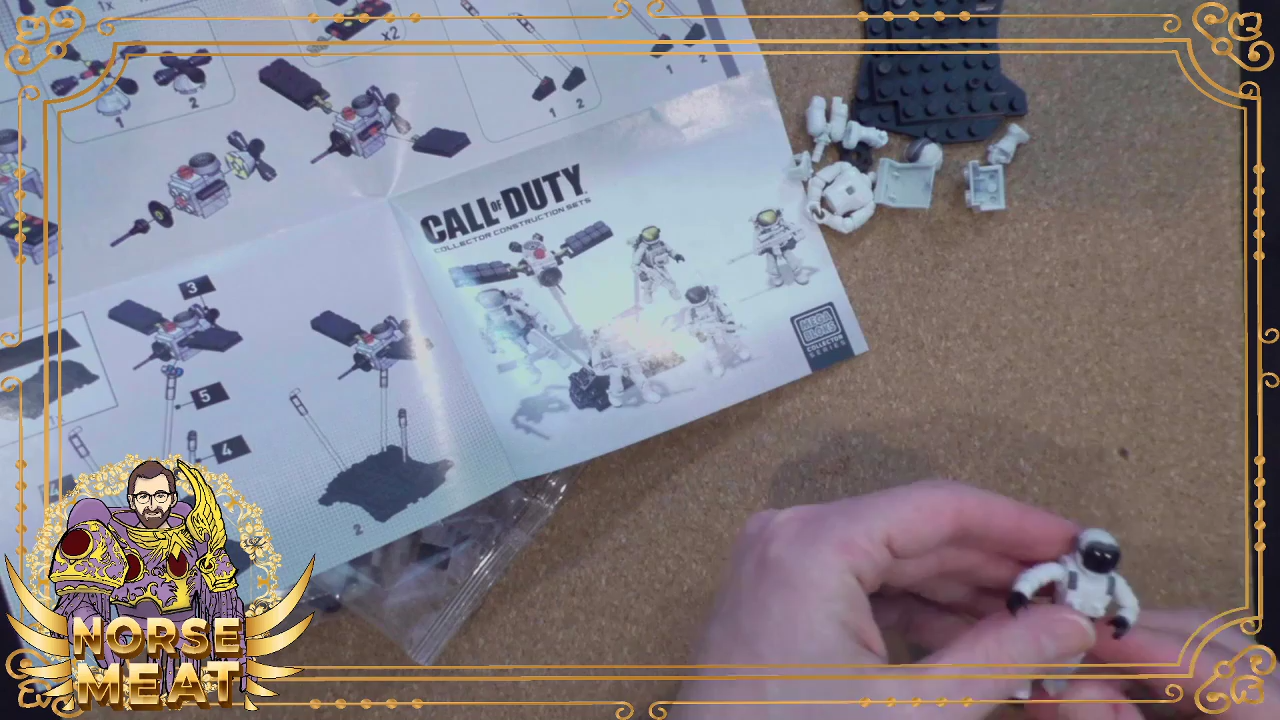 1x
x2
1
2
1
2
1
2
CALL OF DUTY
COLLECTOR CONSTRUCTION SETS
3
5
4
2
MEGA
BLOKS
COLLECTOR
SERIES
NORSE
MEAT